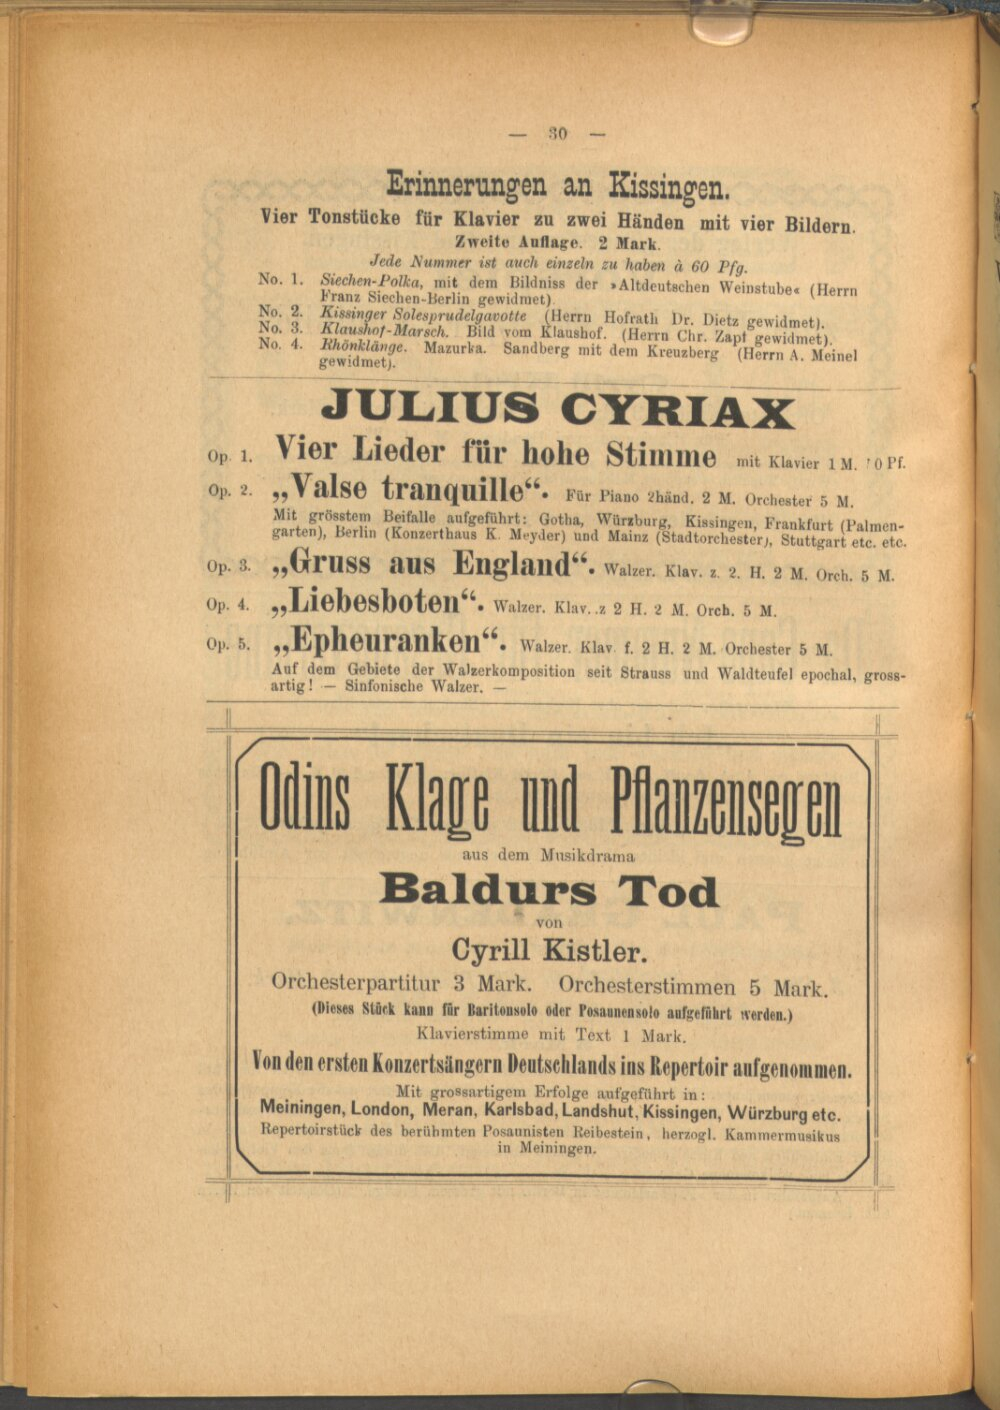 — 30 —
Erinnerungen an Kissingen.
Vier Tonstücke für Klavier zu zwei Händen mit vier Bildern.
Zweite Auflage. 2 Mark.
Jede Nummer ist auch einzeln zu haben à 60 Pfg.
No. 1. Siechen-Polka, mit dem Bildniss der »Altdeutschen Weinstube« (Herrn
Franz Siechen-Berlin gewidmet)
No. 2. Kissinger Solesprudelgavotte (Herrn Hofrath Dr. Dietz gewidmet).
No. 3. Klaushof-Marsch. Bild vom Klaushof. (Herrn Chr. Zapf gewidmet).
No. 4. Rhönklänge. Mazurka. Sandberg mit dem Kreuzberg (Herrn A. Meinel
gewidmet).
JULIUS CYRIAX
Op. 1. Vier Lieder für hohe Stimme mit Klavier 1 M. 0 Pf.
Op. 2. „Valse tranquille“. Für Piano 2händ. 2 M. Orchester 5 M.
Mit grösstem Beifalle aufgeführt: Gotha, Würzburg, Kissingen, Frankfurt (Palmen-
garten), Berlin (Konzerthaus K. Meyder) und Mainz (Stadtorchester), Stuttgart etc. etc.
Op. 3. „Gruss aus England“. Walzer. Klav. z. 2. H. 2 M. Orch. 5 M.
Op. 4. „Liebesboten“. Walzer. Klav. .z 2 H. 2 M. Orch. 5 M.
Op. 5. „Epheuranken“. Walzer. Klav. f. 2 H. 2 M. Orchester 5 M.
Auf dem Gebiete der Walzerkomposition seit Strauss und Waldteufel epochal, gross-
artig! — Sinfonische Walzer. —
Odins Klage und Pflanzensegen
aus dem Musikdrama
Baldurs Tod
von
Cyrill Kistler.
Orchesterpartitur 3 Mark. Orchesterstimmen 5 Mark.
(Dieses Stück kann für Baritonsolo oder Posaunensolo aufgeführt werden.)
Klavierstimme mit Text 1 Mark.
Von den ersten Konzertsängern Deutschlands ins Repertoir aufgenommen.
Mit grossartigem Erfolge aufgeführt in:
Meiningen, London, Meran, Karlsbad, Landshut, Kissingen, Würzburg etc.
Repertoirstück des berühmten Posaunisten Reibestein, herzogl. Kammermusikus
in Meiningen.